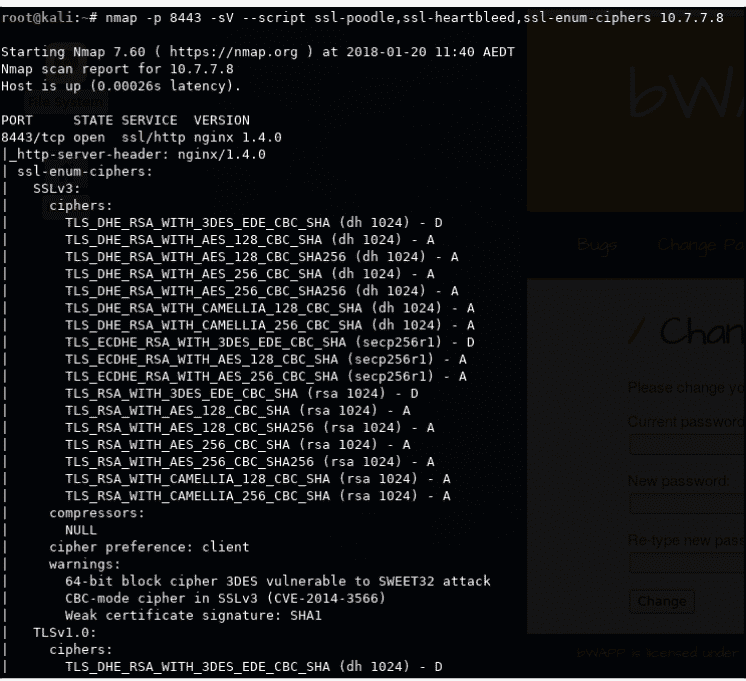 root@kali:~# nmap -p 8443 -sV --script ssl-poodle,ssl-heartbleed,ssl-enum-ciphers 10.7.7.8
Starting Nmap 7.60 ( https://nmap.org ) at 2018-01-20 11:40 AEDT
Nmap scan report for 10.7.7.8
Host is up (0.00026s latency).
File System
PORT     STATE SERVICE  VERSION
8443/tcp open  ssl/http nginx 1.4.0
|_http-server-header: nginx/1.4.0
| ssl-enum-ciphers:
|   SSLv3:
|     ciphers:
|       TLS_DHE_RSA_WITH_3DES_EDE_CBC_SHA (dh 1024) - D
|       TLS_DHE_RSA_WITH_AES_128_CBC_SHA (dh 1024) - A
|       TLS_DHE_RSA_WITH_AES_128_CBC_SHA256 (dh 1024) - A
|       TLS_DHE_RSA_WITH_AES_256_CBC_SHA (dh 1024) - A
|       TLS_DHE_RSA_WITH_AES_256_CBC_SHA256 (dh 1024) - A
|       TLS_DHE_RSA_WITH_CAMELLIA_128_CBC_SHA (dh 1024) - A
|       TLS_DHE_RSA_WITH_CAMELLIA_256_CBC_SHA (dh 1024) - A
|       TLS_ECDHE_RSA_WITH_3DES_EDE_CBC_SHA (secp256r1) - D
|       TLS_ECDHE_RSA_WITH_AES_128_CBC_SHA (secp256r1) - A
|       TLS_ECDHE_RSA_WITH_AES_256_CBC_SHA (secp256r1) - A
|       TLS_RSA_WITH_3DES_EDE_CBC_SHA (rsa 1024) - D
|       TLS_RSA_WITH_AES_128_CBC_SHA (rsa 1024) - A
|       TLS_RSA_WITH_AES_128_CBC_SHA256 (rsa 1024) - A
|       TLS_RSA_WITH_AES_256_CBC_SHA (rsa 1024) - A
|       TLS_RSA_WITH_AES_256_CBC_SHA256 (rsa 1024) - A
|       TLS_RSA_WITH_CAMELLIA_128_CBC_SHA (rsa 1024) - A
|       TLS_RSA_WITH_CAMELLIA_256_CBC_SHA (rsa 1024) - A
|     compressors:
|       NULL
|     cipher preference: client
|     warnings:
|       64-bit block cipher 3DES vulnerable to SWEET32 attack
|       CBC-mode cipher in SSLv3 (CVE-2014-3566)
|       Weak certificate signature: SHA1
|   TLSv1.0:
|     ciphers:
|       TLS_DHE_RSA_WITH_3DES_EDE_CBC_SHA (dh 1024) - D
bW
Bugs Change Pa
Chan
Please change yo
Current password
New password:
Re-type new pass
Change
bWAPP is licensed under